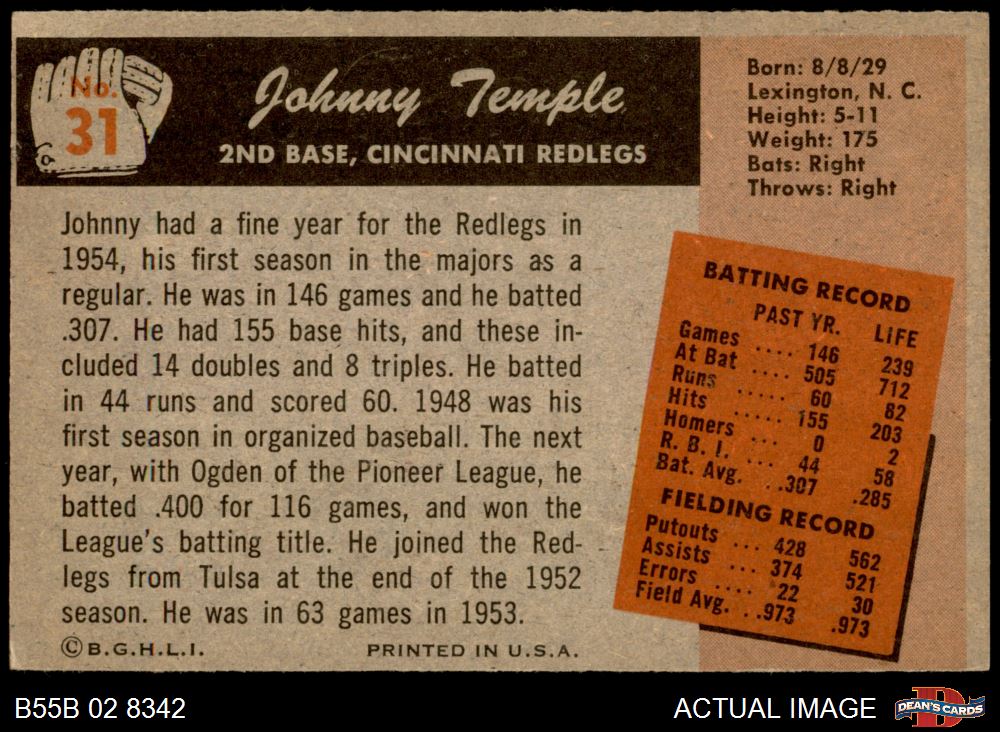 No.
31
Johnny Temple
2ND BASE, CINCINNATI REDLEGS
Born: 8/8/29
Lexington, N. C.
Height: 5-11
Weight: 175
Bats: Right
Throws: Right
Johnny had a fine year for the Redlegs in
1954, his first season in the majors as a
regular. He was in 146 games and he batted
.307. He had 155 base hits, and these in-
cluded 14 doubles and 8 triples. He batted
in 44 runs and scored 60. 1948 was his
first season in organized baseball. The next
year, with Ogden of the Pioneer League, he
batted .400 for 116 games, and won the
League's batting title. He joined the Red-
legs from Tulsa at the end of the 1952
season. He was in 63 games in 1953.
©B.G.H.L.I. PRINTED IN U.S.A.
BATTING RECORD
PAST YR. LIFE
Games .... 146 239
At Bat .... 505 712
Runs ..... 60 82
Hits ..... 155 203
Homers ... 0 2
R. B. I. ... 44 58
Bat. Avg. ..307 .285
FIELDING RECORD
Putouts ... 428 562
Assists ... 374 521
Errors .... 22 30
Field Avg. ..973 .973
B55B 02 8342
ACTUAL IMAGE
D
DEAN'S CARDS